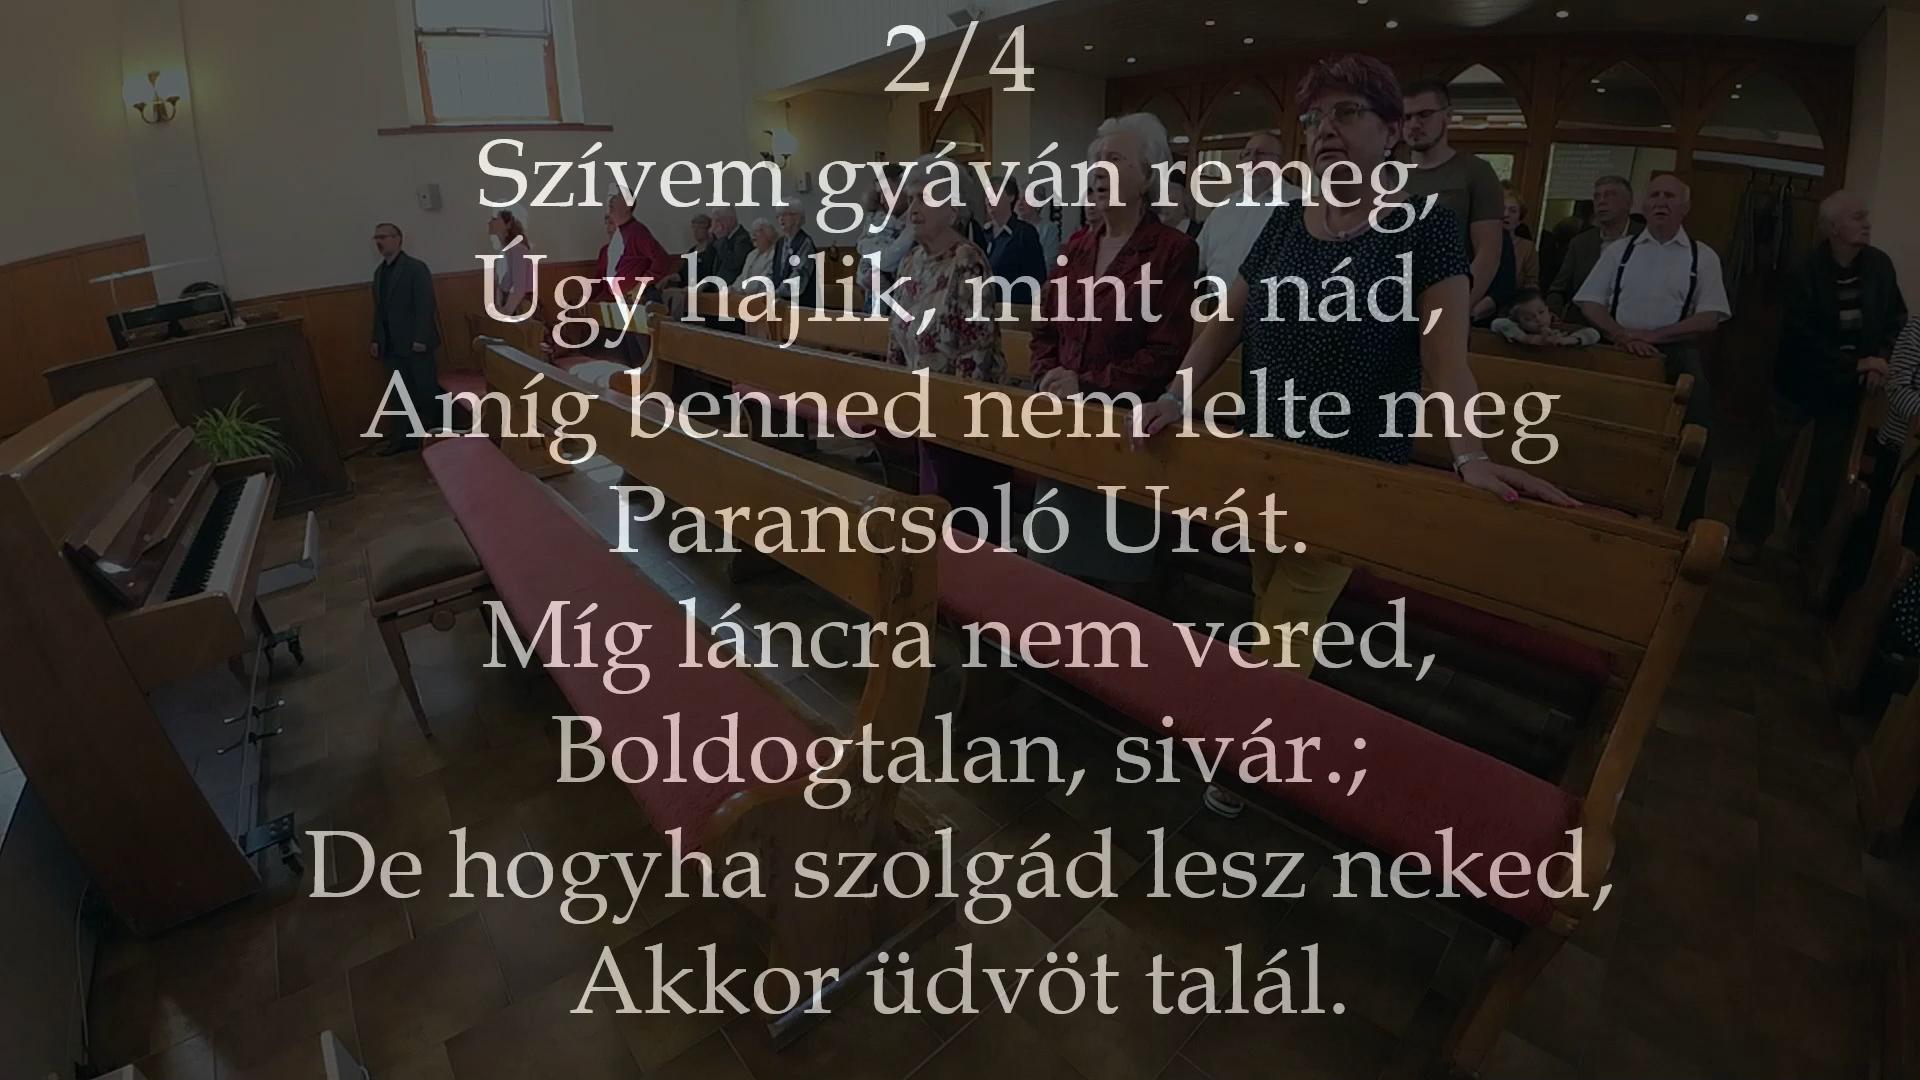 2/4
Szívem gyáván remeg,
Úgy hajlik, mint a nád,
Amíg benned nem lelte meg
Parancsoló Urát.
Míg láncra nem vered,
Boldogtalan, sivár.;
De hogyha szolgád lesz neked,
Akkor üdvöt talál.